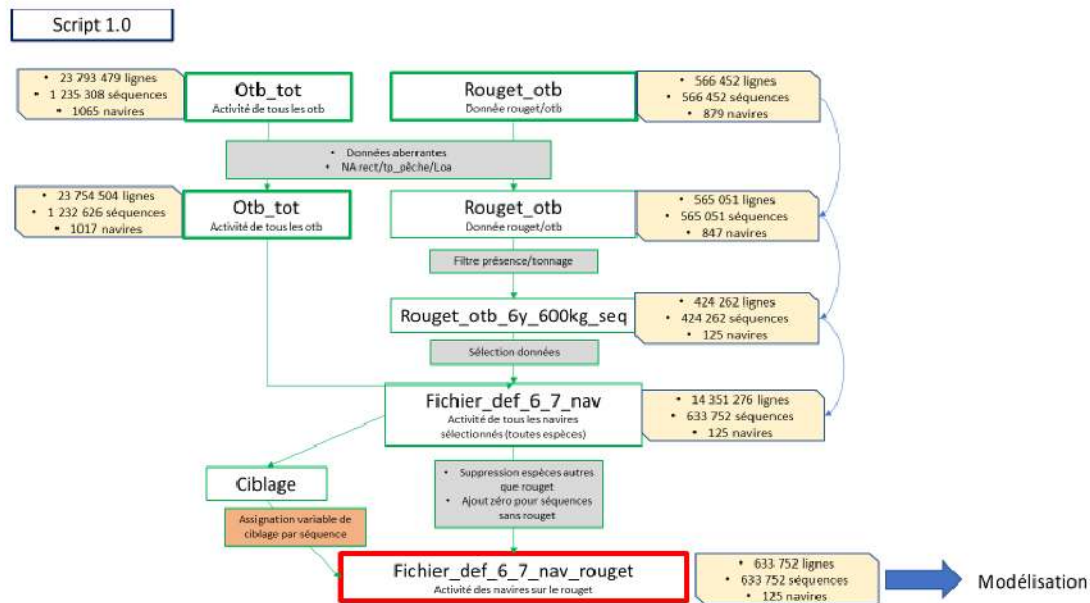 Script 1.0
• 23 793 479 lignes
• 1 235 308 séquences
• 1065 navires
Otb_tot
Activité de tous les otb
Rouget_otb
Donnée rouget/otb
• 566 452 lignes
• 566 452 séquences
• 879 navires
• Données aberrantes
• NA rect/tp_pêche/Loa
• 23 754 504 lignes
• 1 232 626 séquences
• 1017 navires
Otb_tot
Activité de tous les otb
Rouget_otb
Donnée rouget/otb
• 565 051 lignes
• 565 051 séquences
• 847 navires
Filtre présence/tonnage
Rouget_otb_6y_600kg_seq
• 424 262 lignes
• 424 262 séquences
• 125 navires
Sélection données
Fichier_def_6_7_nav
Activité de tous les navires
sélectionnés (toutes espèces)
• 14 351 276 lignes
• 633 752 séquences
• 125 navires
Ciblage
• Suppression espèces autres
que rouget
• Ajout zéro pour séquences
sans rouget
Assignation variable de
ciblage par séquence
Fichier_def_6_7_nav_rouget
Activité des navires sur le rouget
• 633 752 lignes
• 633 752 séquences
• 125 navires
Modélisation